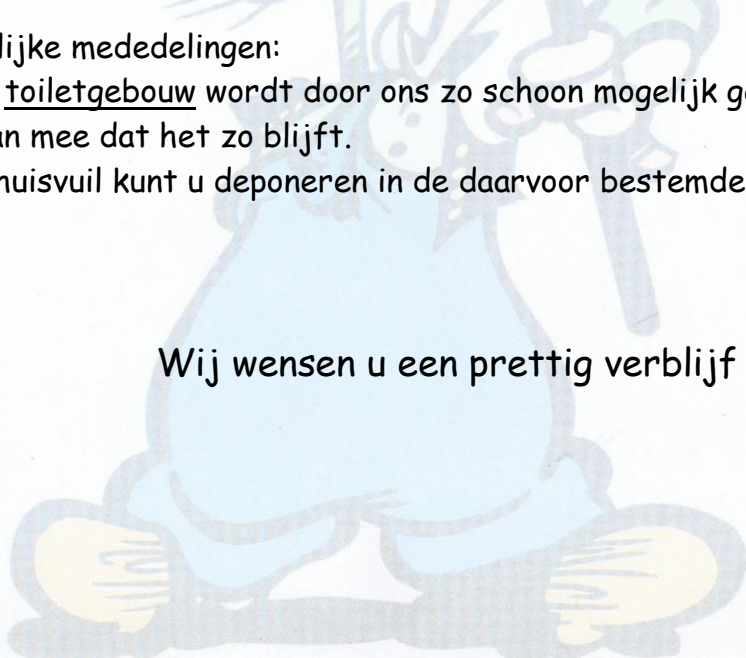 lijke mededelingen:
toiletgebouw wordt door ons zo schoon mogelijk g
an mee dat het zo blijft.
huisvuil kunt u deponeren in de daarvoor bestemde
Wij wensen u een prettig verblijf